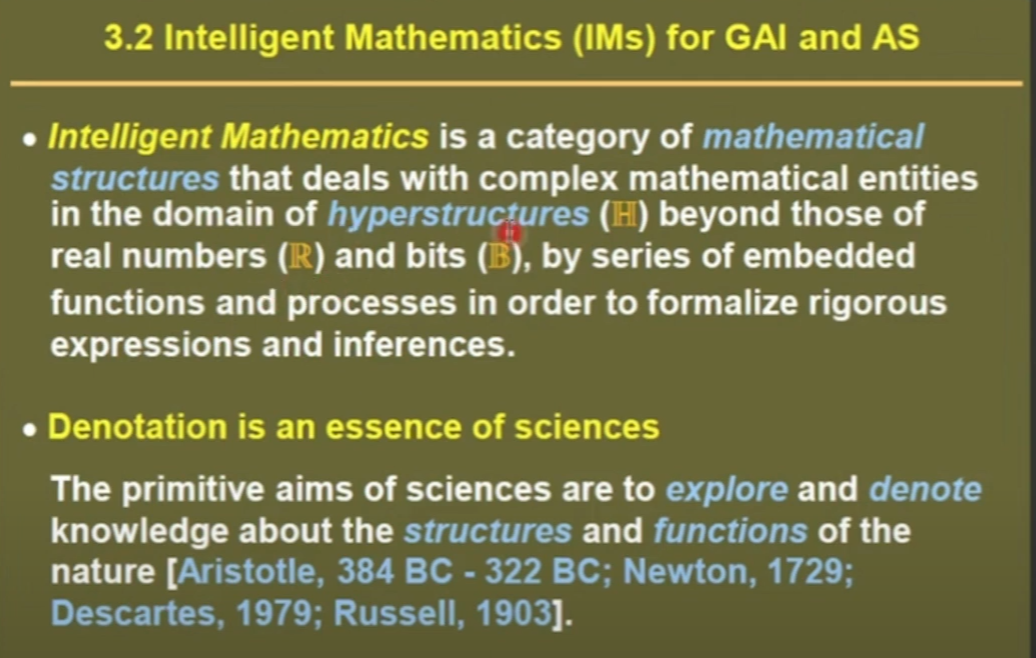 3.2 Intelligent Mathematics (IMs) for GAI and AS
• Intelligent Mathematics is a category of mathematical
structures that deals with complex mathematical entities
in the domain of hyperstructures (ℍ) beyond those of
real numbers (ℝ) and bits (𝔹), by series of embedded
functions and processes in order to formalize rigorous
expressions and inferences.
• Denotation is an essence of sciences
The primitive aims of sciences are to explore and denote
knowledge about the structures and functions of the
nature [Aristotle, 384 BC - 322 BC; Newton, 1729;
Descartes, 1979; Russell, 1903].